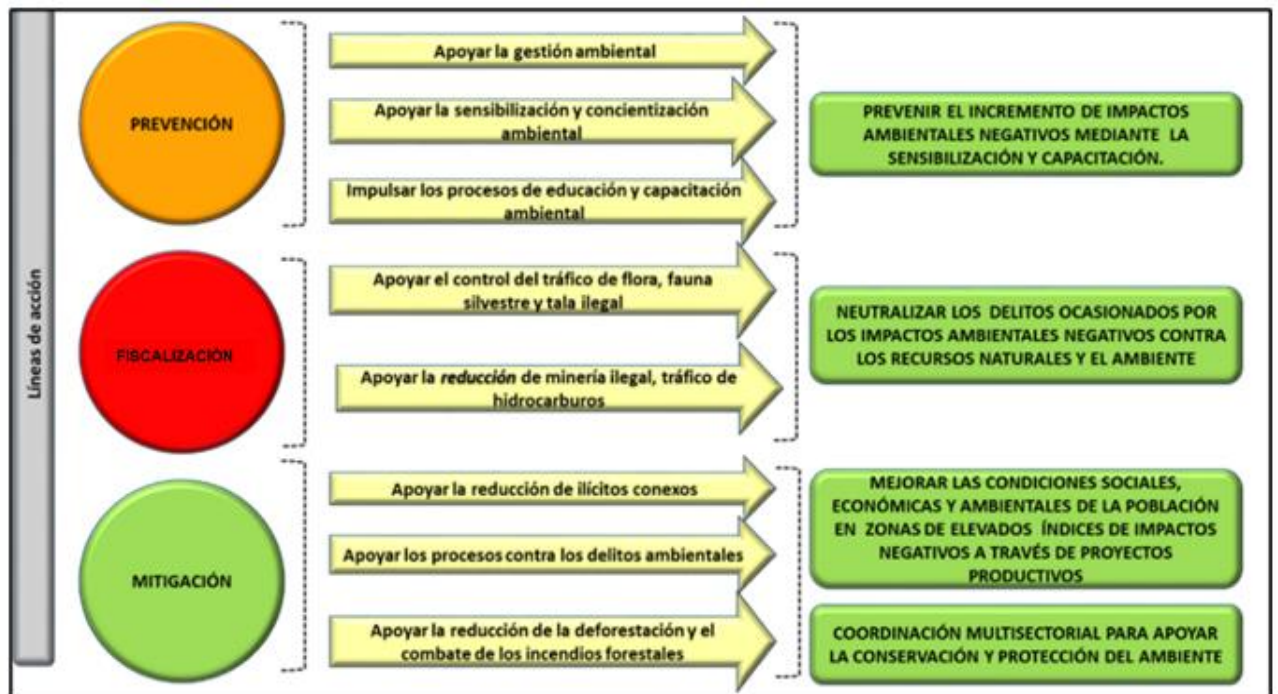 Líneas de acción
PREVENCIÓN
Apoyar la gestión ambiental
Apoyar la sensibilización y concientización
ambiental
Impulsar los procesos de educación y capacitación
ambiental
PREVENIR EL INCREMENTO DE IMPACTOS
AMBIENTALES NEGATIVOS MEDIANTE LA
SENSIBILIZACIÓN Y CAPACITACIÓN.
FISCALIZACIÓN
Apoyar el control del tráfico de flora, fauna
silvestre y tala ilegal
Apoyar la reducción de minería ilegal, tráfico de
hidrocarburos
NEUTRALIZAR LOS DELITOS OCASIONADOS POR
LOS IMPACTOS AMBIENTALES NEGATIVOS CONTRA
LOS RECURSOS NATURALES Y EL AMBIENTE
MITIGACIÓN
Apoyar la reducción de ilícitos conexos
Apoyar los procesos contra los delitos ambientales
Apoyar la reducción de la deforestación y el
combate de los incendios forestales
MEJORAR LAS CONDICIONES SOCIALES,
ECONÓMICAS Y AMBIENTALES DE LA POBLACIÓN
EN ZONAS DE ELEVADOS ÍNDICES DE IMPACTOS
NEGATIVOS A TRAVÉS DE PROYECTOS
PRODUCTIVOS
COORDINACIÓN MULTISECTORIAL PARA APOYAR
LA CONSERVACIÓN Y PROTECCIÓN DEL AMBIENTE